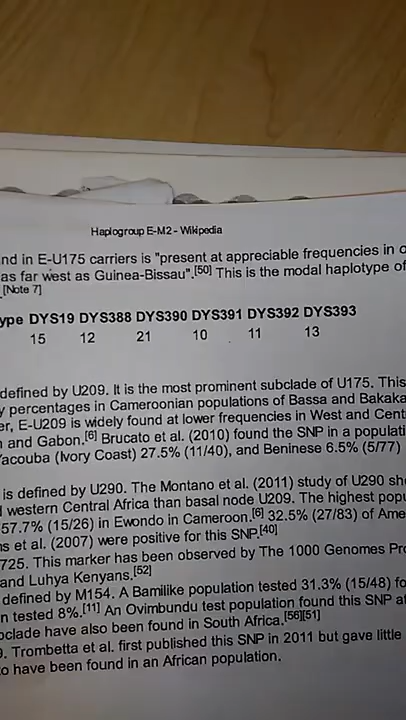 Haplogroup E-M2 - Wikipedia
nd in E-U175 carriers is "present at appreciable frequencies in
as far west as Guinea-Bissau".[50] This is the modal haplotype of
[Note 7]
ype DYS19 DYS388 DYS390 DYS391 DYS392 DYS393
15 12 21 10 11 13
defined by U209. It is the most prominent subclade of U175. This
y percentages in Cameroonian populations of Bassa and Bakaka
er, E-U209 is widely found at lower frequencies in West and Cent
n and Gabon.[6] Brucato et al. (2010) found the SNP in a populati
Yacouba (Ivory Coast) 27.5% (11/40), and Beninese 6.5% (5/77)
is defined by U290. The Montano et al. (2011) study of U290 sh
d western Central Africa than basal node U209. The highest popu
57.7% (15/26) in Ewondo in Cameroon.[6] 32.5% (27/83) of Ame
ns et al. (2007) were positive for this SNP.[40]
725. This marker has been observed by The 1000 Genomes Pro
and Luhya Kenyans.[52]
defined by M154. A Bamilike population tested 31.3% (15/48) fo
n tested 8%.[11] An Ovimbundu test population found this SNP at
bclade have also been found in South Africa.[56][51]
9. Trombetta et al. first published this SNP in 2011 but gave little
o have been found in an African population.